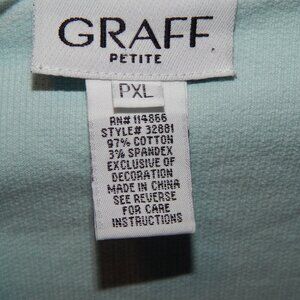 GRAFF
PETITE
PXL
RN# 114866
STYLE# 32881
97% COTTON
3% SPANDEX
EXCLUSIVE OF
DECORATION
MADE IN CHINA
SEE REVERSE
FOR CARE
INSTRUCTIONS